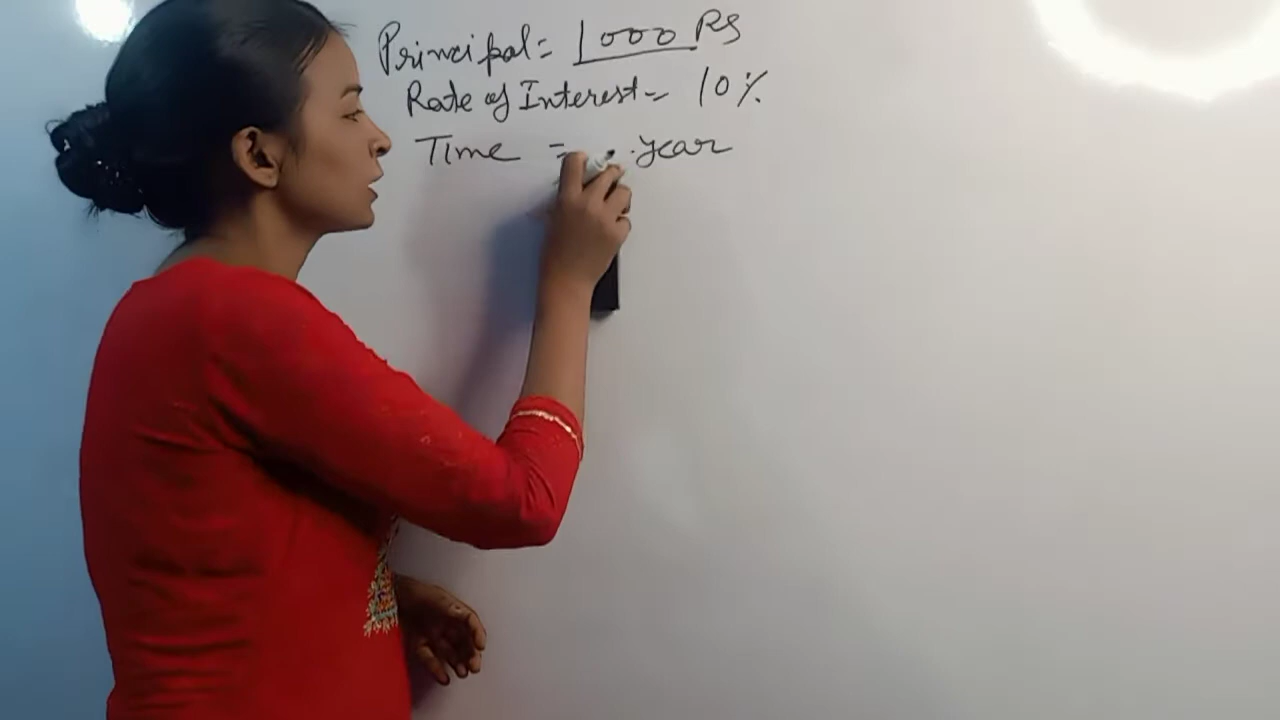 Principal= 1000 RS
Rate of Interest= 10%
Time = year